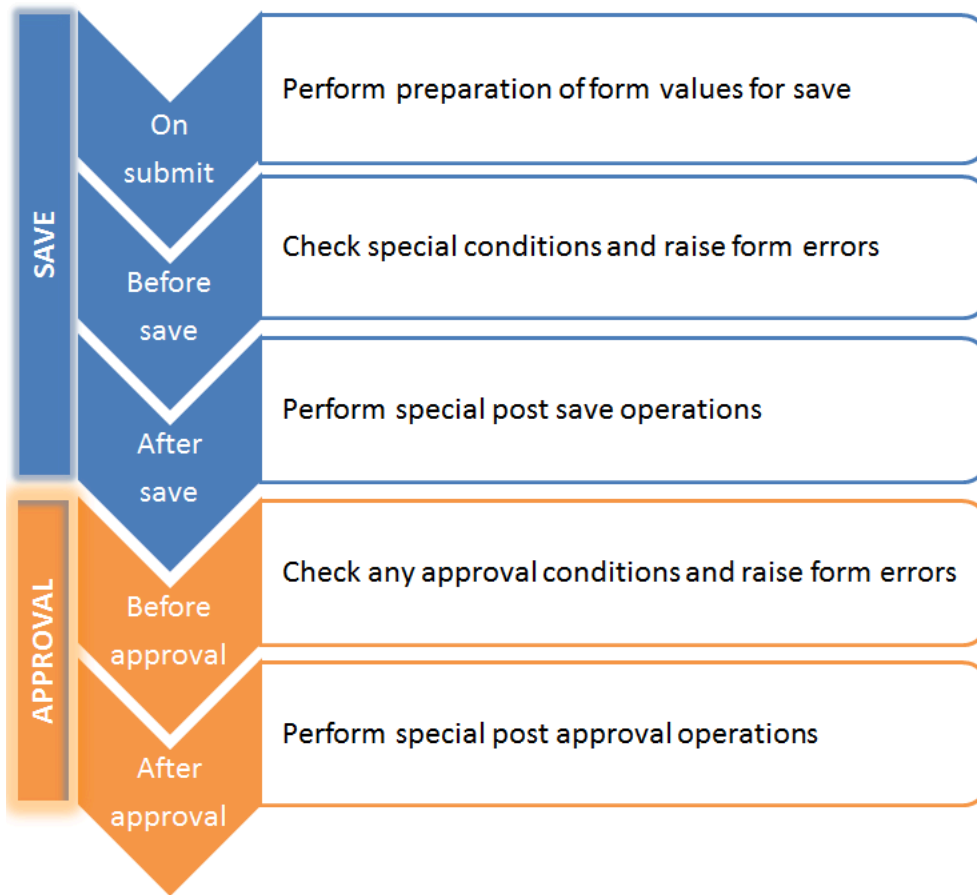 SAVE
On
submit
Perform preparation of form values for save
Before
save
Check special conditions and raise form errors
After
save
Perform special post save operations
APPROVAL
Before
approval
Check any approval conditions and raise form errors
After
approval
Perform special post approval operations